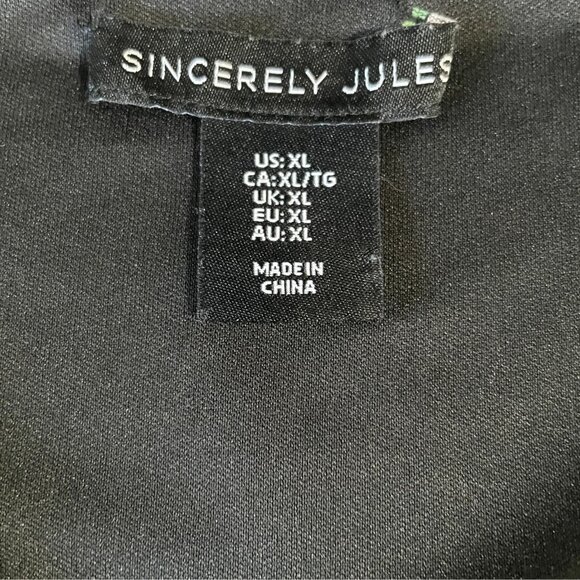 SINCERELY JULES
US: XL
CA: XL/TG
UK: XL
EU: XL
AU: XL
MADE IN
CHINA